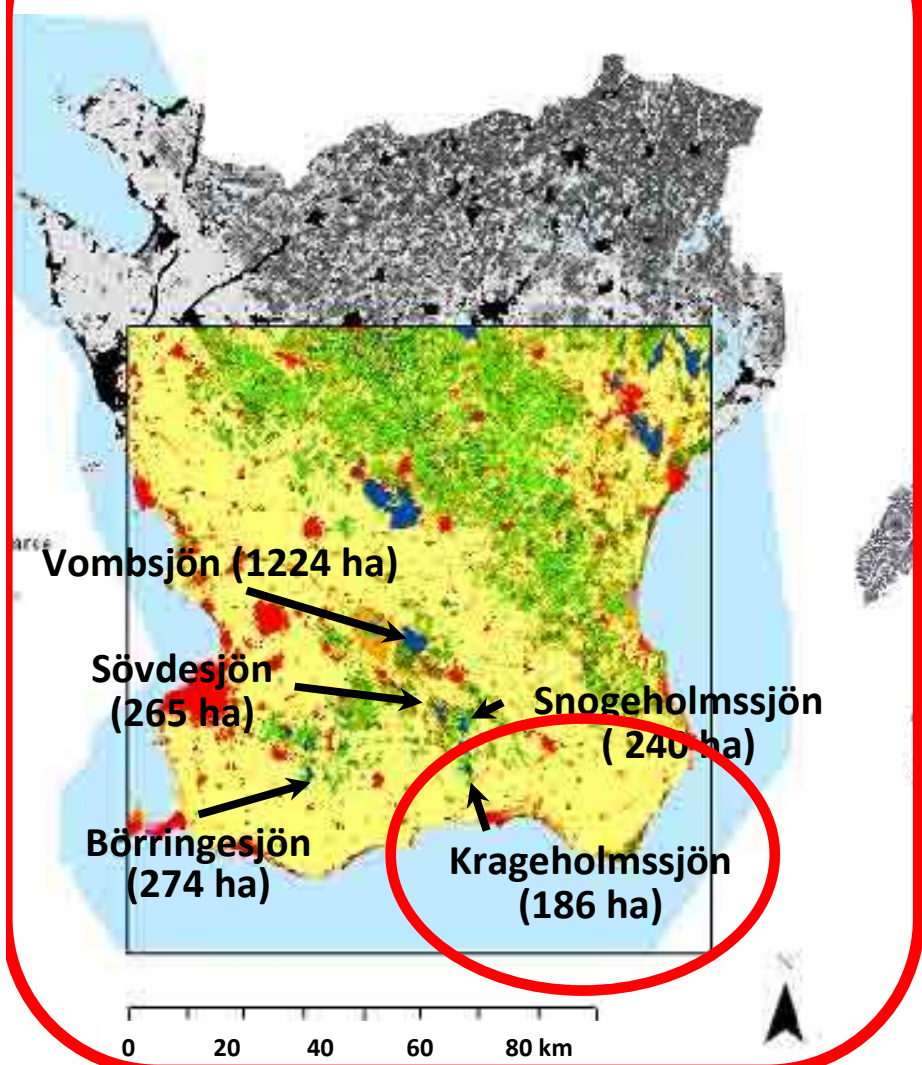 Vombsjön (1224 ha)
Sövdesjön
(265 ha)
Snogeholmssjön
( 240 ha)
Börringesjön
(274 ha)
Krageholmssjön
(186 ha)
N
0 20 40 60 80 km